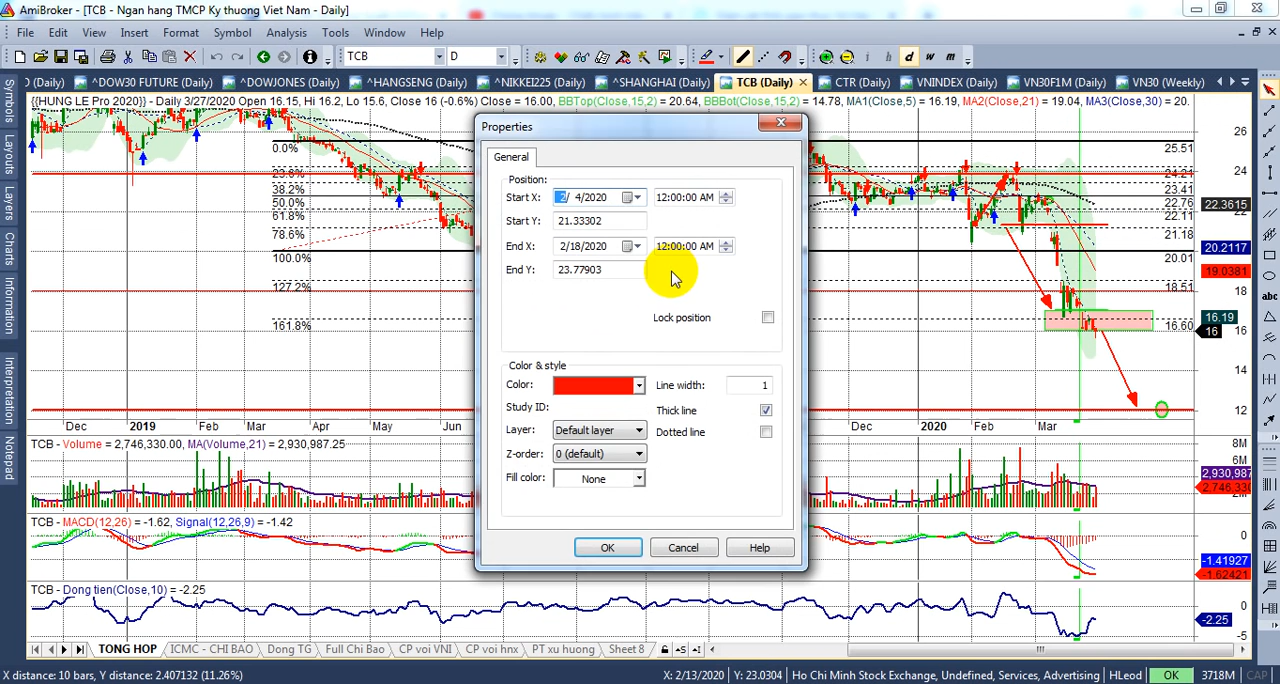 AmiBroker - [TCB - Ngan hang TMCP Ky thuong Viet Nam - Daily]
File Edit View Insert Format Symbol Analysis Tools Window Help
TCB D i h d w m
) (Daily) ^DOW30 FUTURE (Daily) ^DOWJONES (Daily) ^HANGSENG (Daily) ^NIKKEI225 (Daily) ^SHANGHAI (Daily) TCB (Daily) CTR (Daily) VNINDEX (Daily) VN30F1M (Daily) VN30 (Weekly)
{{HUNG LE Pro 2020}} - Daily 3/27/2020 Open 16.15, Hi 16.2, Lo 15.6, Close 16 (-0.6%) Close = 16.00, BBTop(Close,15,2) = 20.64, BBBot(Close,15,2) = 14.78, MA1(Close,5) = 16.19, MA2(Close,21) = 19.04, MA3(Close,30) = 20.
Symbols
Layouts
Layers
Charts
Information
Interpretation
Notepad
0.0%
23.6%
38.2%
50.0%
61.8%
78.6%
100.0%
127.2%
161.8%
Properties
General
Position:
Start X: 2/ 4/2020 12:00:00 AM
Start Y: 21.33302
End X: 2/18/2020 12:00:00 AM
End Y: 23.77903
Lock position
Color & style
Color: Line width: 1
Study ID: Thick line
Layer: Default layer Dotted line
Z-order: 0 (default)
Fill color: None
OK Cancel Help
25.51
24.21
23.41
22.76
22.11
21.18
20.01
18.51
16.60
26
24
22.3615
22
20.2117
19.0381
18
16.19
16
14
12
Dec 2019 Feb Mar Apr May Dec 2020 Feb Mar
TCB - Volume = 2,746,330.00, MA(Volume,21) = 2,930,987.25
8M
6M
2,930,987
2,746,330
TCB - MACD(12,26) = -1.62, Signal(12,26,9) = -1.42
0
-1.41927
-1.62421
TCB - Dong tien(Close,10) = -2.25
0
-2.25
-5
TONG HOP ICMC - CHI BAO Dong TG Full Chi Bao CP voi VNI CP voi hnx PT xu huong Sheet 8
X distance: 10 bars, Y distance: 2.407132 (11.26%) X: 2/13/2020 Y: 23.0304 Ho Chi Minh Stock Exchange, Undefined, Services, Advertising HLeod OK 3718M CAP
abc